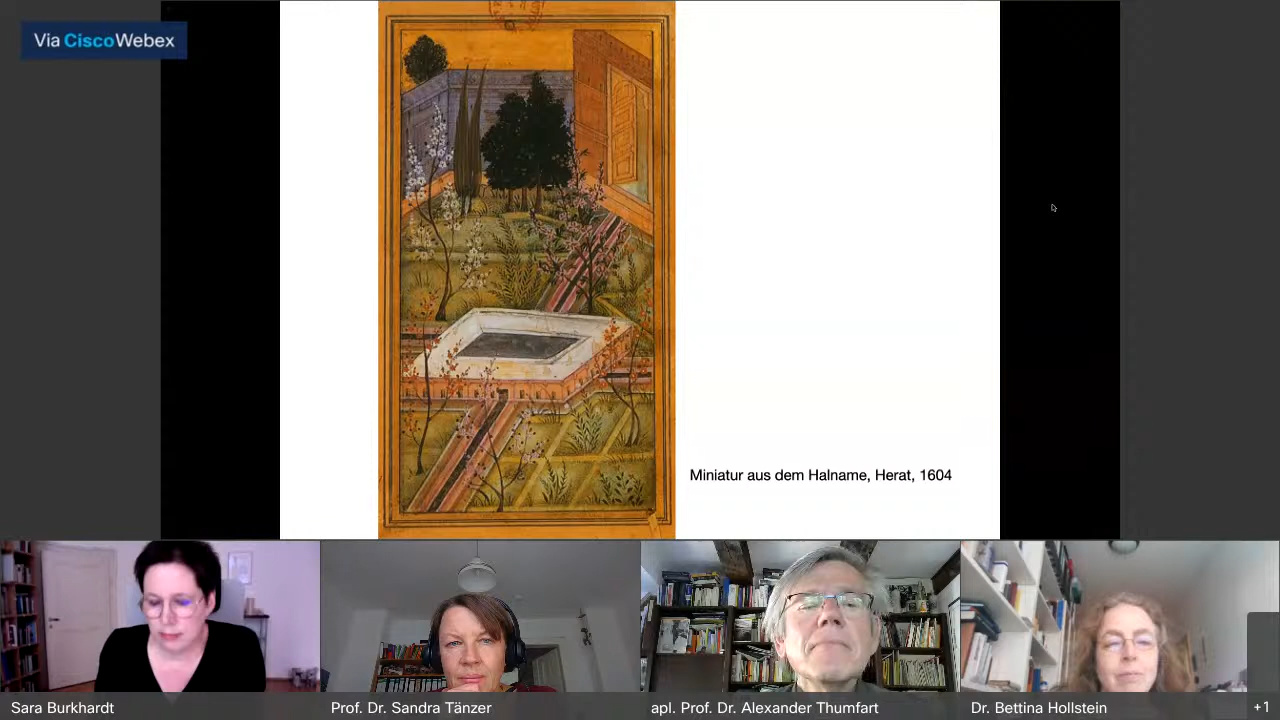 Via CiscoWebex
Miniatur aus dem Halname, Herat, 1604
Sara Burkhardt
Prof. Dr. Sandra Tänzer
apl. Prof. Dr. Alexander Thumfart
Dr. Bettina Hollstein
+1